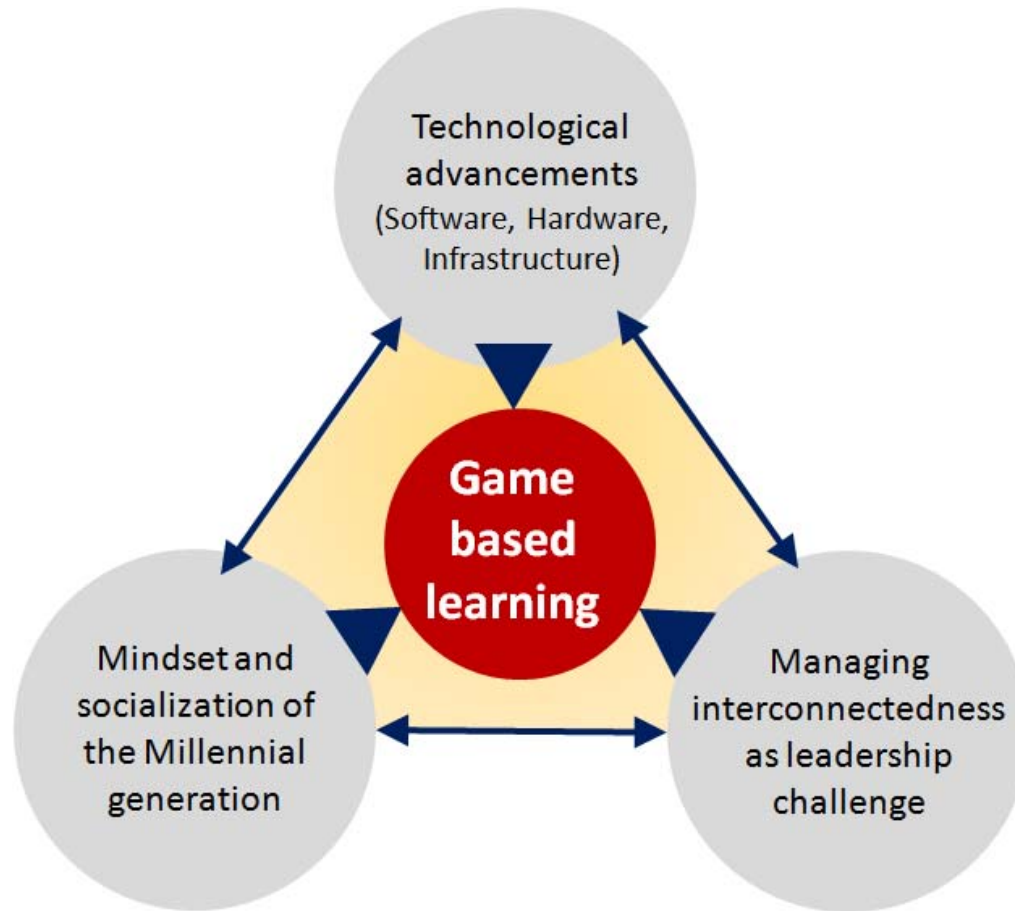 Technological
advancements
(Software, Hardware,
Infrastructure)
Game
based
learning
Mindset and
socialization of
the Millennial
generation
Managing
interconnectedness
as leadership
challenge